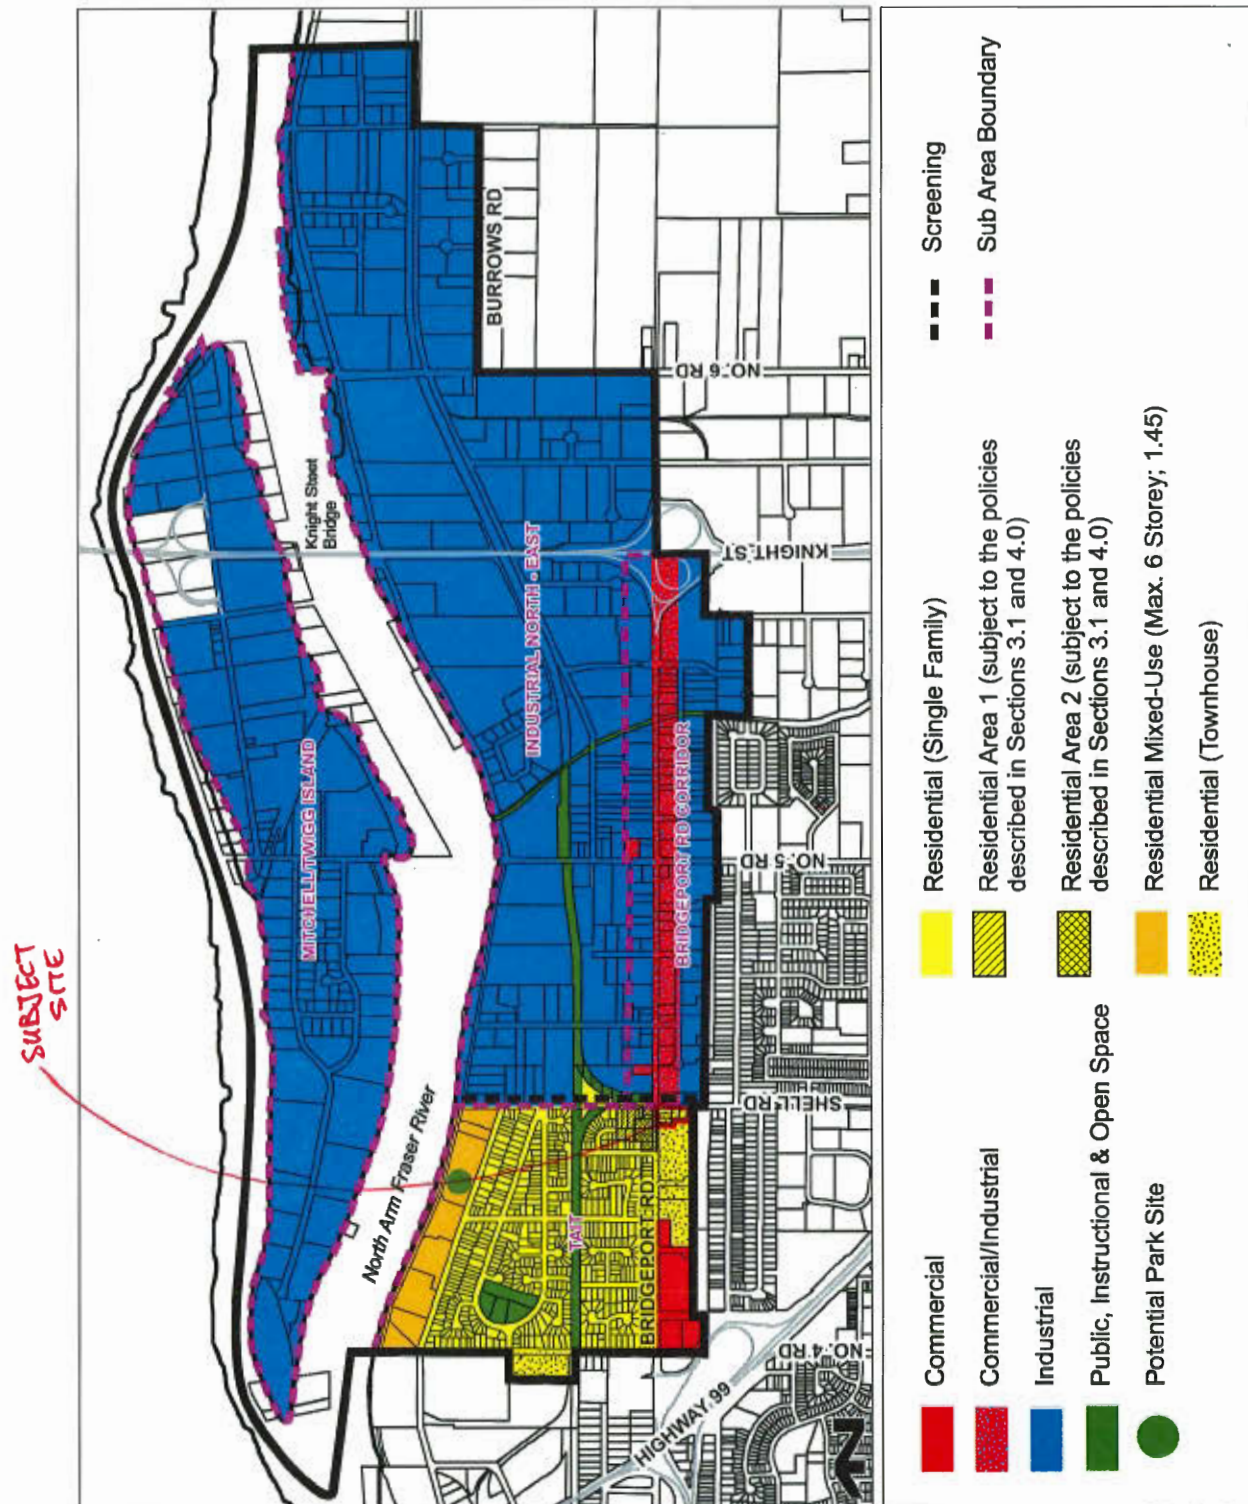 SUBJECT
SITE
MITCHELL/TWIGG ISLAND
Knight Street
Bridge
North Arm Fraser River
INDUSTRIAL NORTH - EAST
BURROWS RD
NO. 6 RD
KNIGHT ST
BRIDGEPORT RD CORRIDOR
NO. 5 RD
SHELL RD
TAIT
BRIDGEPORT RD
NO. 4 RD
HIGHWAY 99
Commercial
Commercial/Industrial
Industrial
Public, Instructional & Open Space
Potential Park Site
Residential (Single Family)
Residential Area 1 (subject to the policies
described in Sections 3.1 and 4.0)
Residential Area 2 (subject to the policies
described in Sections 3.1 and 4.0)
Residential Mixed-Use (Max. 6 Storey; 1.45)
Residential (Townhouse)
Screening
Sub Area Boundary